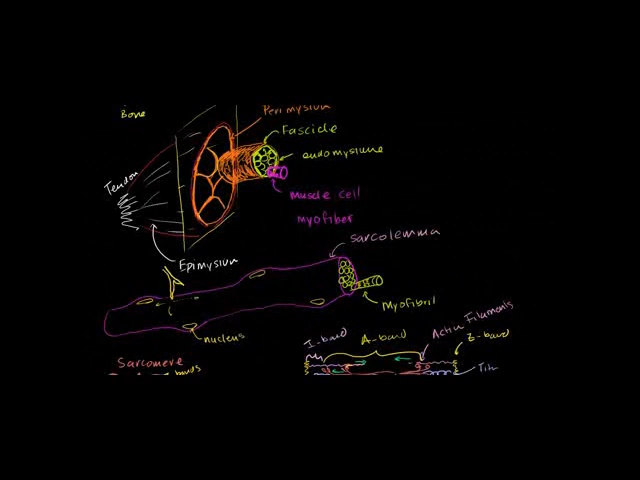 Bone
Perimysium
Fascicle
endomysium
Tendon
muscle cell
myofiber
Sarcolemma
Epimysium
Myofibril
nucleus
I-band
A-band
Actin Filaments
Z-band
Sarcomere